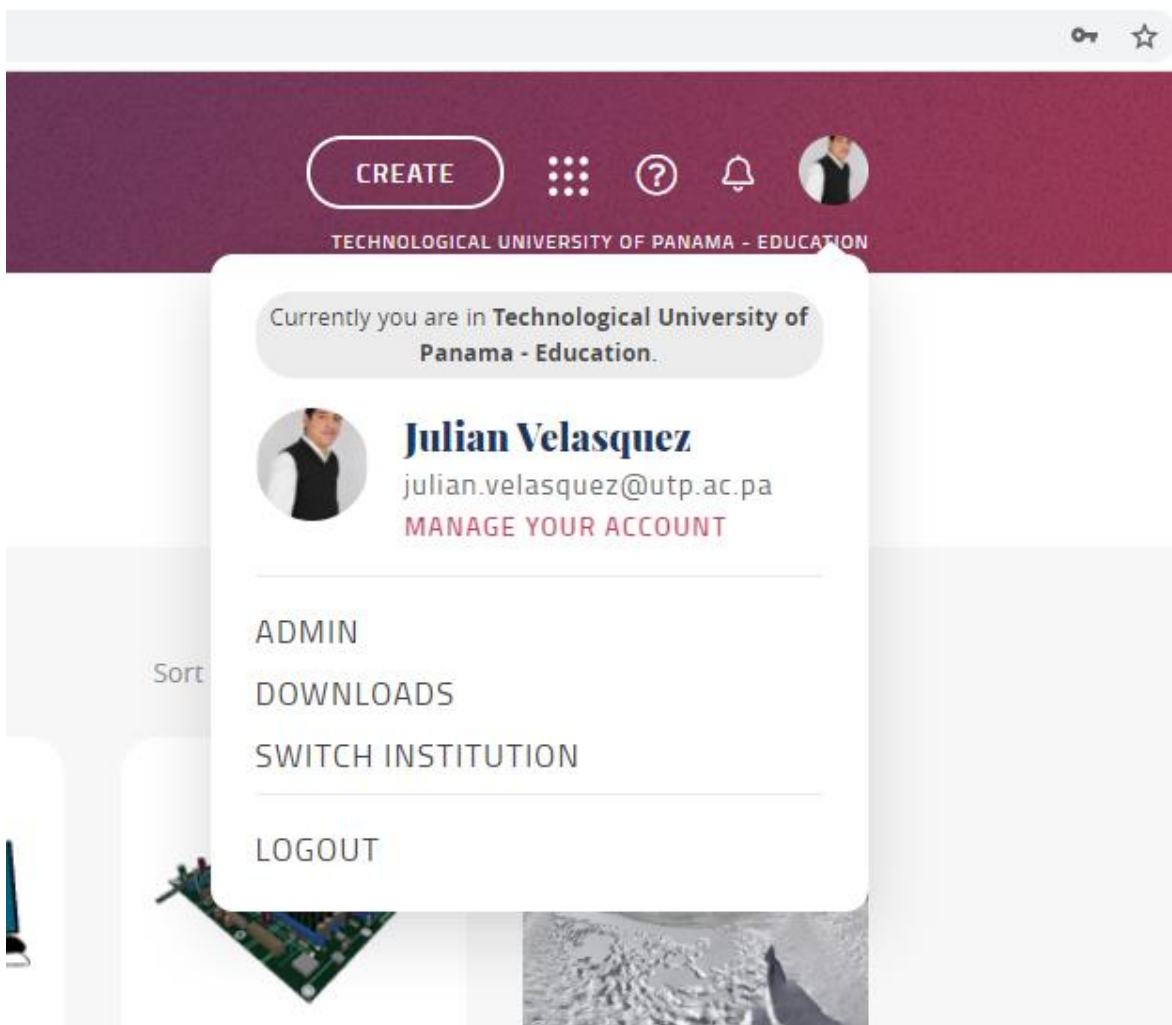 CREATE
TECHNOLOGICAL UNIVERSITY OF PANAMA - EDUCATION
Currently you are in Technological University of
Panama - Education.
Julian Velasquez
julian.velasquez@utp.ac.pa
MANAGE YOUR ACCOUNT
ADMIN
Sort
DOWNLOADS
SWITCH INSTITUTION
LOGOUT